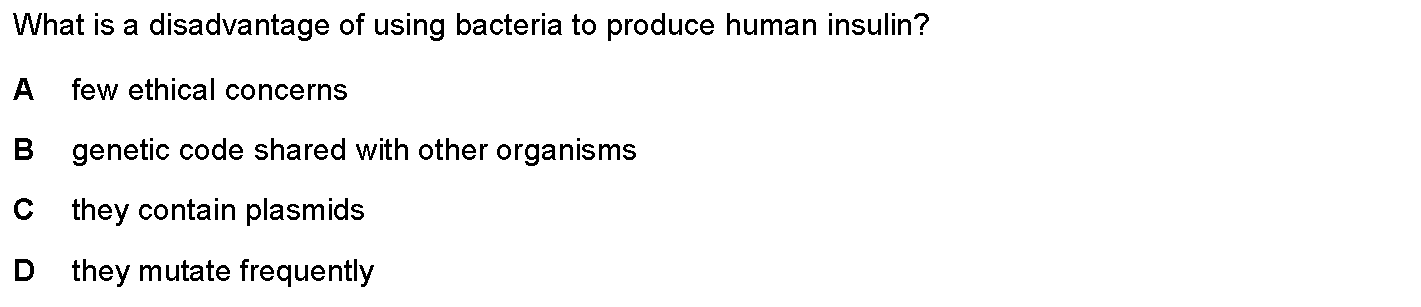 What is a disadvantage of using bacteria to produce human insulin?
A few ethical concerns
B genetic code shared with other organisms
C they contain plasmids
D they mutate frequently